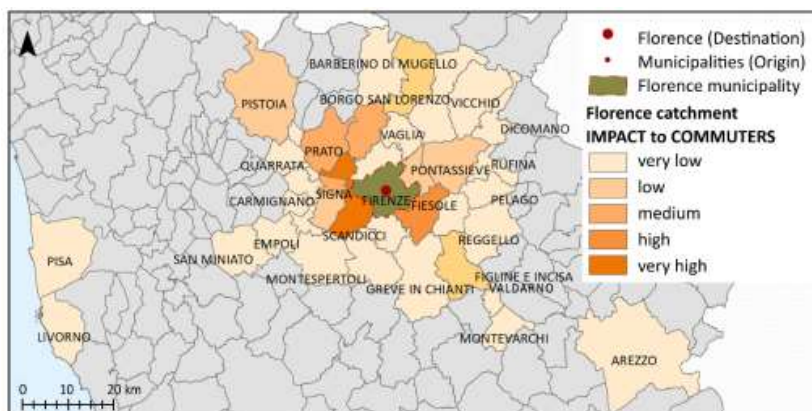 Florence (Destination)
Municipalities (Origin)
Florence municipality
Florence catchment
IMPACT to COMMUTERS
very low
low
medium
high
very high
BARBERINO DI MUGELLO
PISTOIA
BORGO SAN LORENZO
VICCHIO
VAGLIA
DICOMANO
PRATO
QUARRATA
RUFINA
PONTASSIEVE
CARMIGNANO
SIGNA
FIRENZE
FIESOLE
PELAGO
SCANDICCI
EMPOLI
REGGELLO
PISA
SAN MINIATO
MONTESPERTOLI
GREVE IN CHIANTI
FIGLINE E INCISA
VALDARNO
LIVORNO
MONTEVARCHI
AREZZO
0 10 20 km